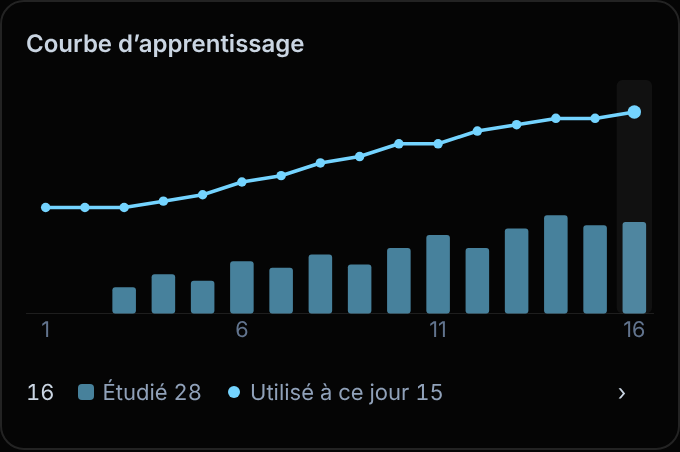 Courbe d’apprentissage
1 6 11 16
16 Étudié 28 Utilisé à ce jour 15 ›